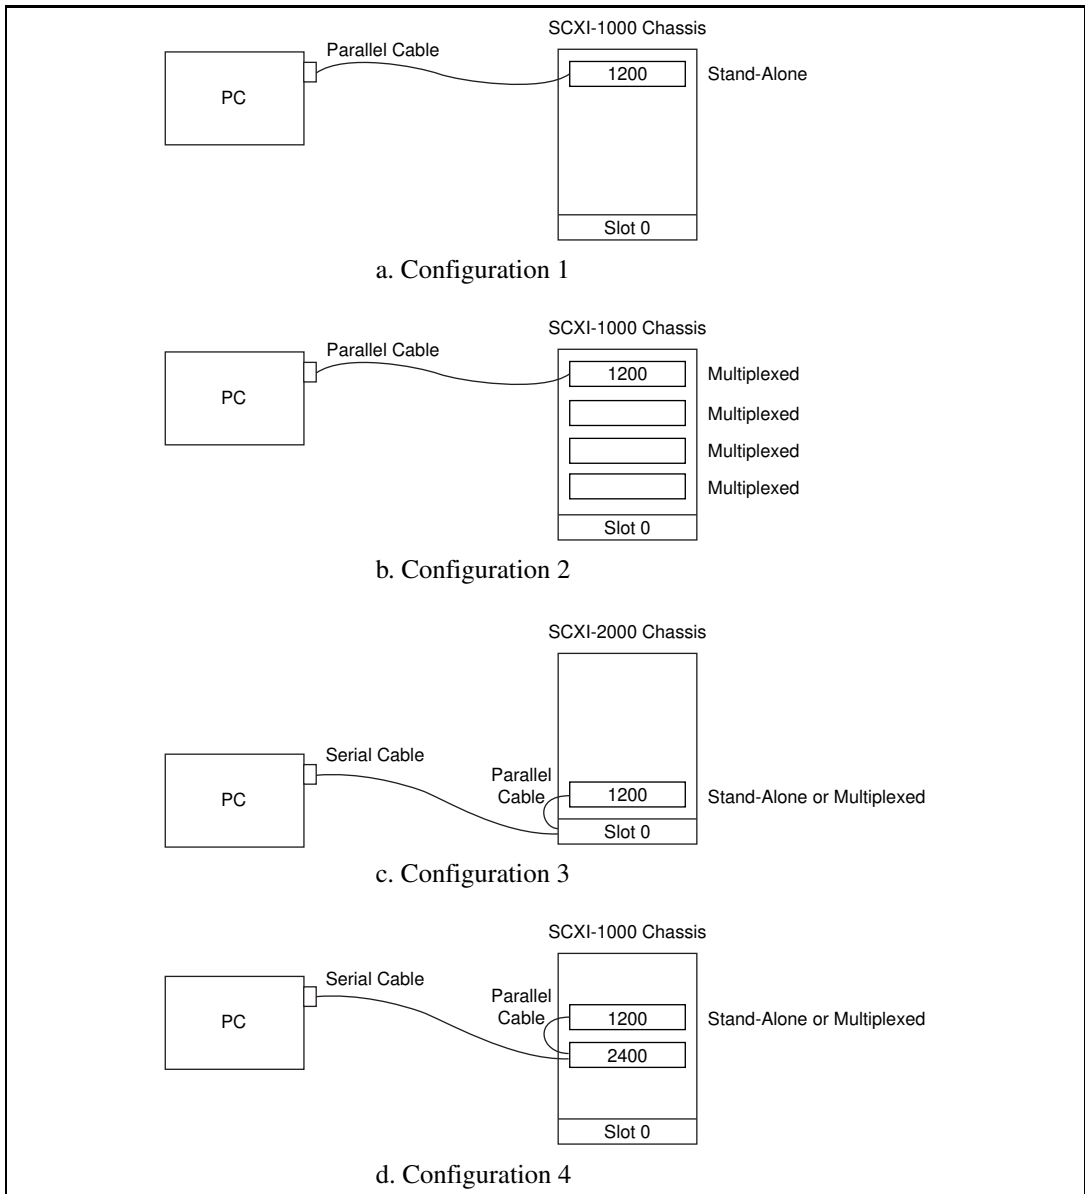 SCXI-1000 Chassis
Parallel Cable
PC
1200
Stand-Alone
Slot 0
a. Configuration 1
SCXI-1000 Chassis
Parallel Cable
PC
1200
Multiplexed
Multiplexed
Multiplexed
Multiplexed
Slot 0
b. Configuration 2
SCXI-2000 Chassis
Serial Cable
PC
Parallel
Cable
1200
Stand-Alone or Multiplexed
Slot 0
c. Configuration 3
SCXI-1000 Chassis
Serial Cable
PC
Parallel
Cable
1200
Stand-Alone or Multiplexed
2400
Slot 0
d. Configuration 4